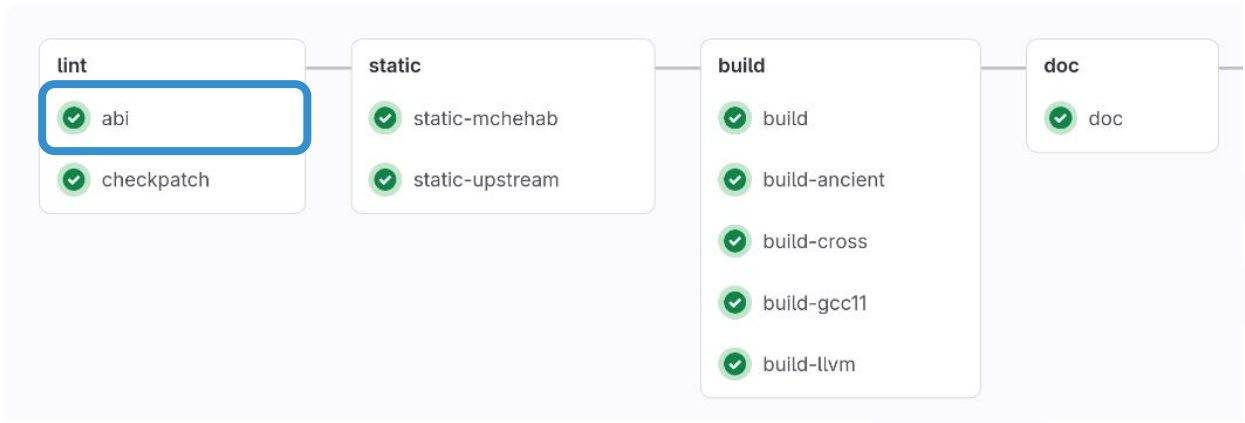 lint
abi
checkpatch
static
static-mchehab
static-upstream
build
build
build-ancient
build-cross
build-gcc11
build-llvm
doc
doc